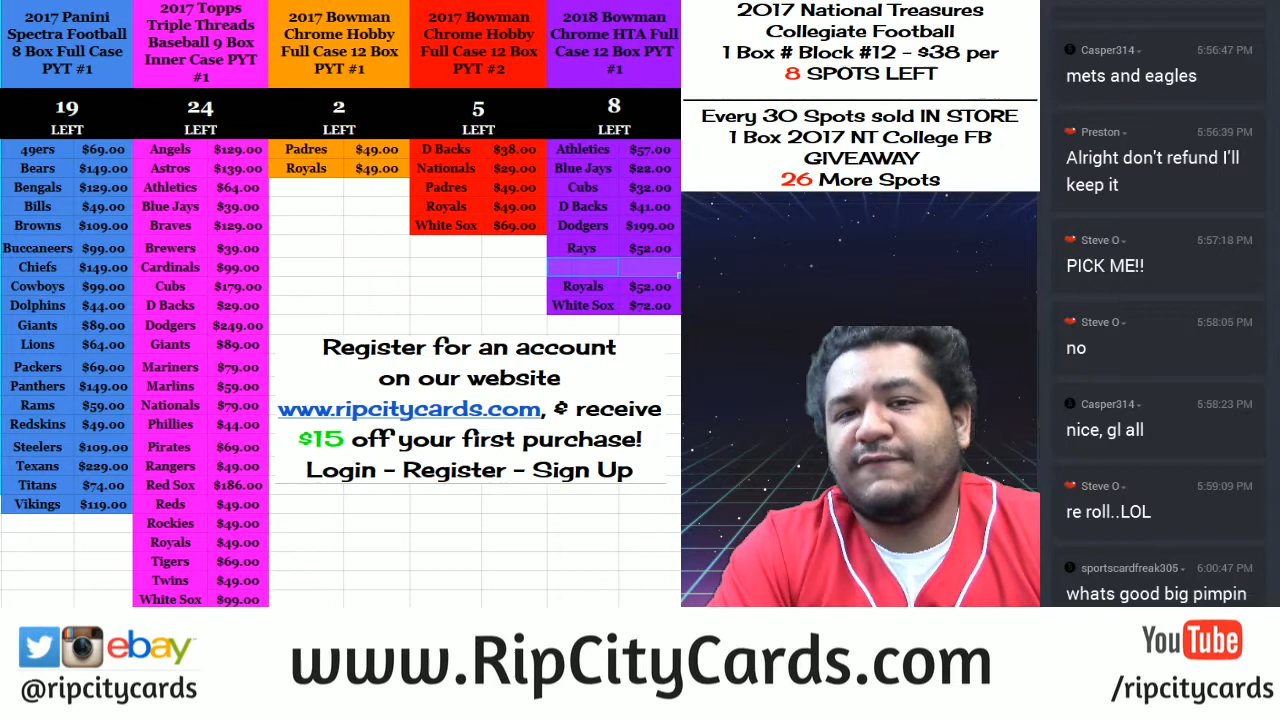 2017 Panini
Spectra Football
8 Box Full Case
PYT #1
19
LEFT
49ers $69.00
Bears $149.00
Bengals $129.00
Bills $49.00
Browns $109.00
Buccaneers $99.00
Chiefs $149.00
Cowboys $99.00
Dolphins $44.00
Giants $89.00
Lions $64.00
Packers $69.00
Panthers $149.00
Rams $59.00
Redskins $49.00
Steelers $109.00
Texans $229.00
Titans $74.00
Vikings $119.00
2017 Topps
Triple Threads
Baseball 9 Box
Inner Case PYT
#1
24
LEFT
Angels $129.00
Astros $139.00
Athletics $64.00
Blue Jays $39.00
Braves $129.00
Brewers $39.00
Cardinals $99.00
Cubs $179.00
D Backs $29.00
Dodgers $249.00
Giants $89.00
Mariners $79.00
Marlins $59.00
Nationals $79.00
Phillies $44.00
Pirates $69.00
Rangers $49.00
Red Sox $186.00
Reds $49.00
Rockies $49.00
Royals $49.00
Tigers $69.00
Twins $49.00
White Sox $99.00
2017 Bowman
Chrome Hobby
Full Case 12 Box
PYT #1
2
LEFT
Padres $49.00
Royals $49.00
2017 Bowman
Chrome Hobby
Full Case 12 Box
PYT #2
5
LEFT
D Backs $38.00
Nationals $29.00
Padres $49.00
Royals $49.00
White Sox $69.00
2018 Bowman
Chrome HTA Full
Case 12 Box PYT
#1
8
LEFT
Athletics $57.00
Blue Jays $22.00
Cubs $32.00
D Backs $41.00
Dodgers $199.00
Rays $52.00
Royals $52.00
White Sox $72.00
Register for an account
on our website
www.ripcitycards.com, & receive
$15 off your first purchase!
Login - Register - Sign Up
2017 National Treasures
Collegiate Football
1 Box # Block #12 - $38 per
8 SPOTS LEFT
Every 30 Spots sold IN STORE
1 Box 2017 NT College FB
GIVEAWAY
26 More Spots
Casper314 5:56:47 PM
mets and eagles
Preston 5:56:39 PM
Alright don't refund I'll
keep it
Steve O 5:57:18 PM
PICK ME!!
Steve O 5:58:05 PM
no
Casper314 5:58:23 PM
nice, gl all
Steve O 5:59:09 PM
re roll..LOL
sportscardfreak305 6:00:47 PM
whats good big pimpin
ebay
@ripcitycards
www.RipCityCards.com
YouTube
/ripcitycards